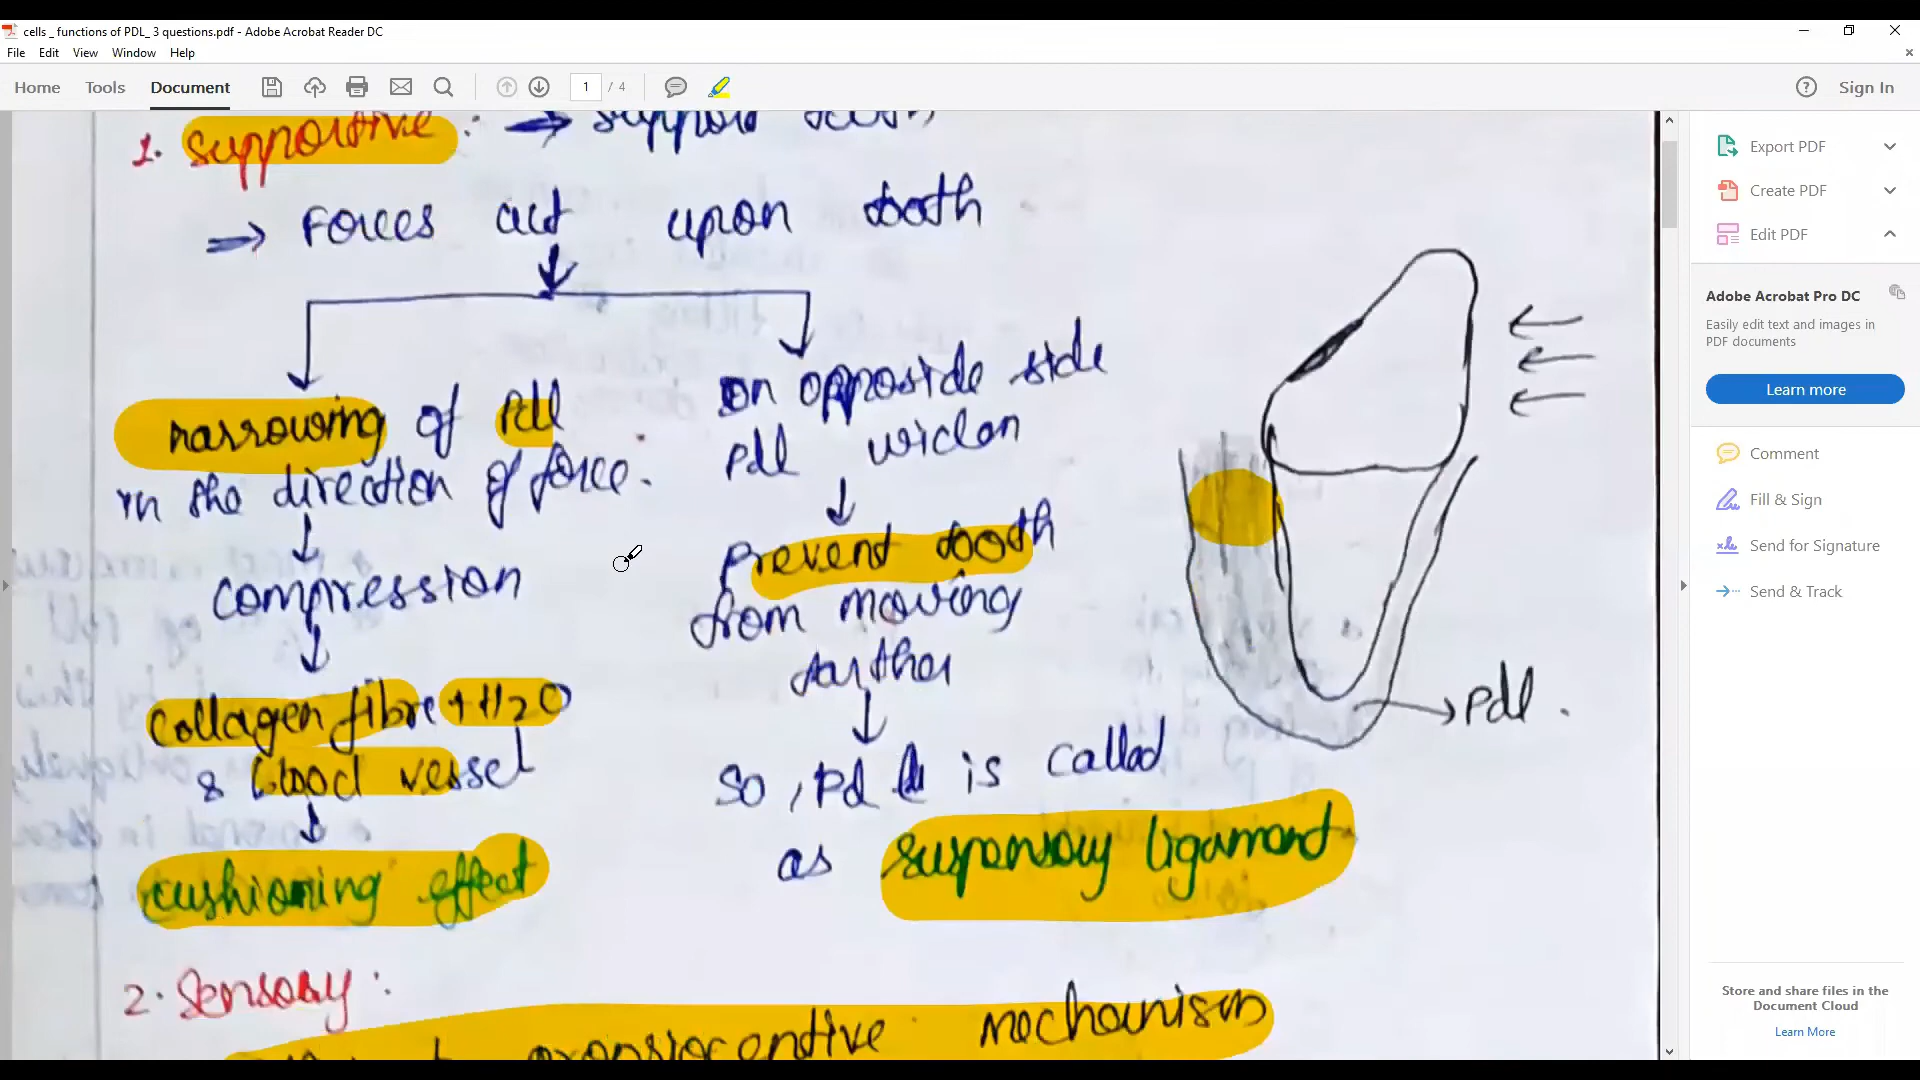 cells _ functions of PDL_ 3 questions.pdf - Adobe Acrobat Reader DC
File Edit View Window Help
Home Tools Document 1 / 4 Sign In
1. Supportive : → support teeth
⇒ Forces act upon tooth
narrowing of Pdl
in the direction of force.
compression
Collagen fibre + H2O
& blood vessel
cushioning effect
on opposide side
pdl widen
prevent tooth
from moving
further
So, Pdl is called
as suspensory ligament
pdl .
2. Sensory :
proprioceptive mechanism
Export PDF
Create PDF
Edit PDF
Adobe Acrobat Pro DC
Easily edit text and images in
PDF documents
Learn more
Comment
Fill & Sign
Send for Signature
Send & Track
Store and share files in the
Document Cloud
Learn More